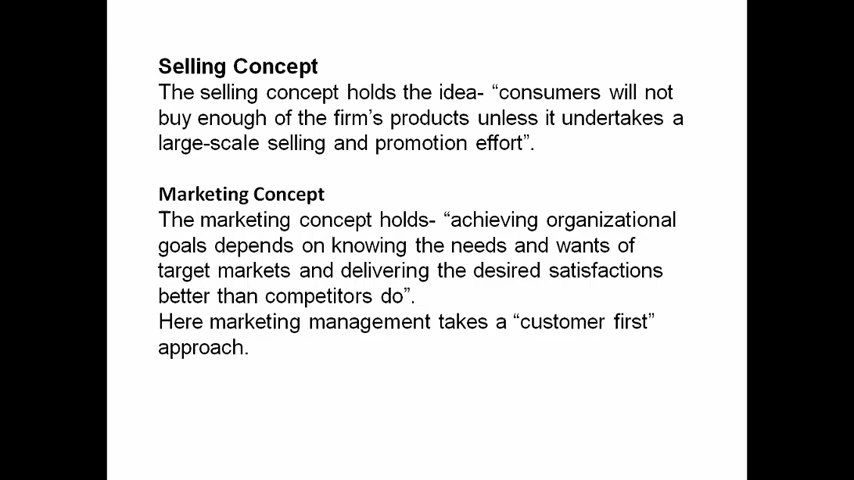 Selling Concept
The selling concept holds the idea- “consumers will not
buy enough of the firm’s products unless it undertakes a
large-scale selling and promotion effort”.
Marketing Concept
The marketing concept holds- “achieving organizational
goals depends on knowing the needs and wants of
target markets and delivering the desired satisfactions
better than competitors do”.
Here marketing management takes a “customer first”
approach.